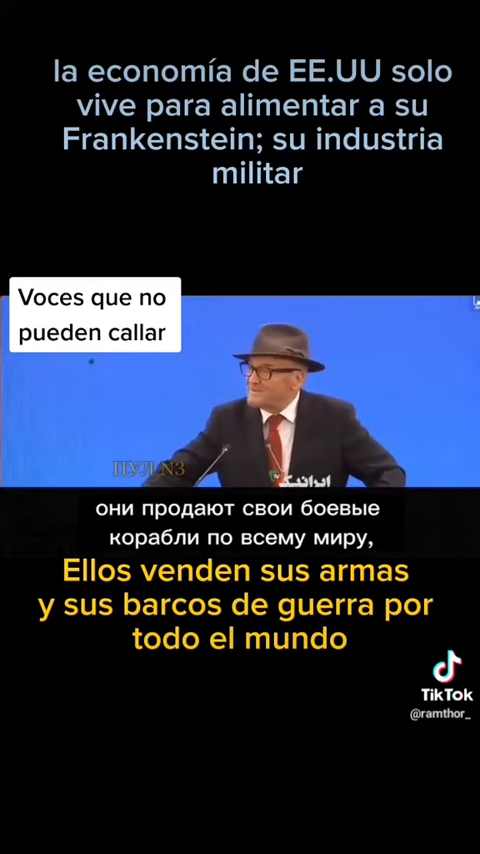 la economía de EE.UU solo
vive para alimentar a su
Frankenstein; su industria
militar
Voces que no
pueden callar
ПУЛ N3
они продают свои боевые
корабли по всему миру,
Ellos venden sus armas
y sus barcos de guerra por
todo el mundo
TikTok
@ramthor_